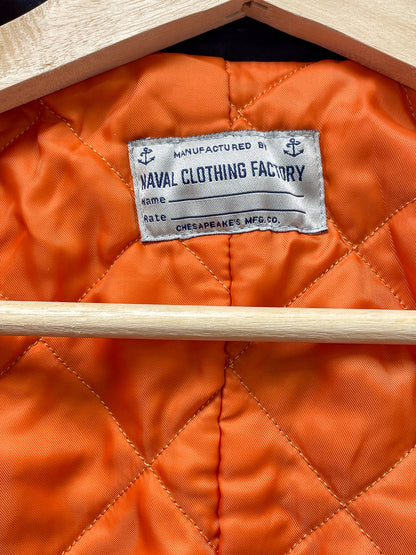 MANUFACTURED BY
NAVAL CLOTHING FACTORY
Name
Rate
CHESAPEAKE'S MFG.CO.